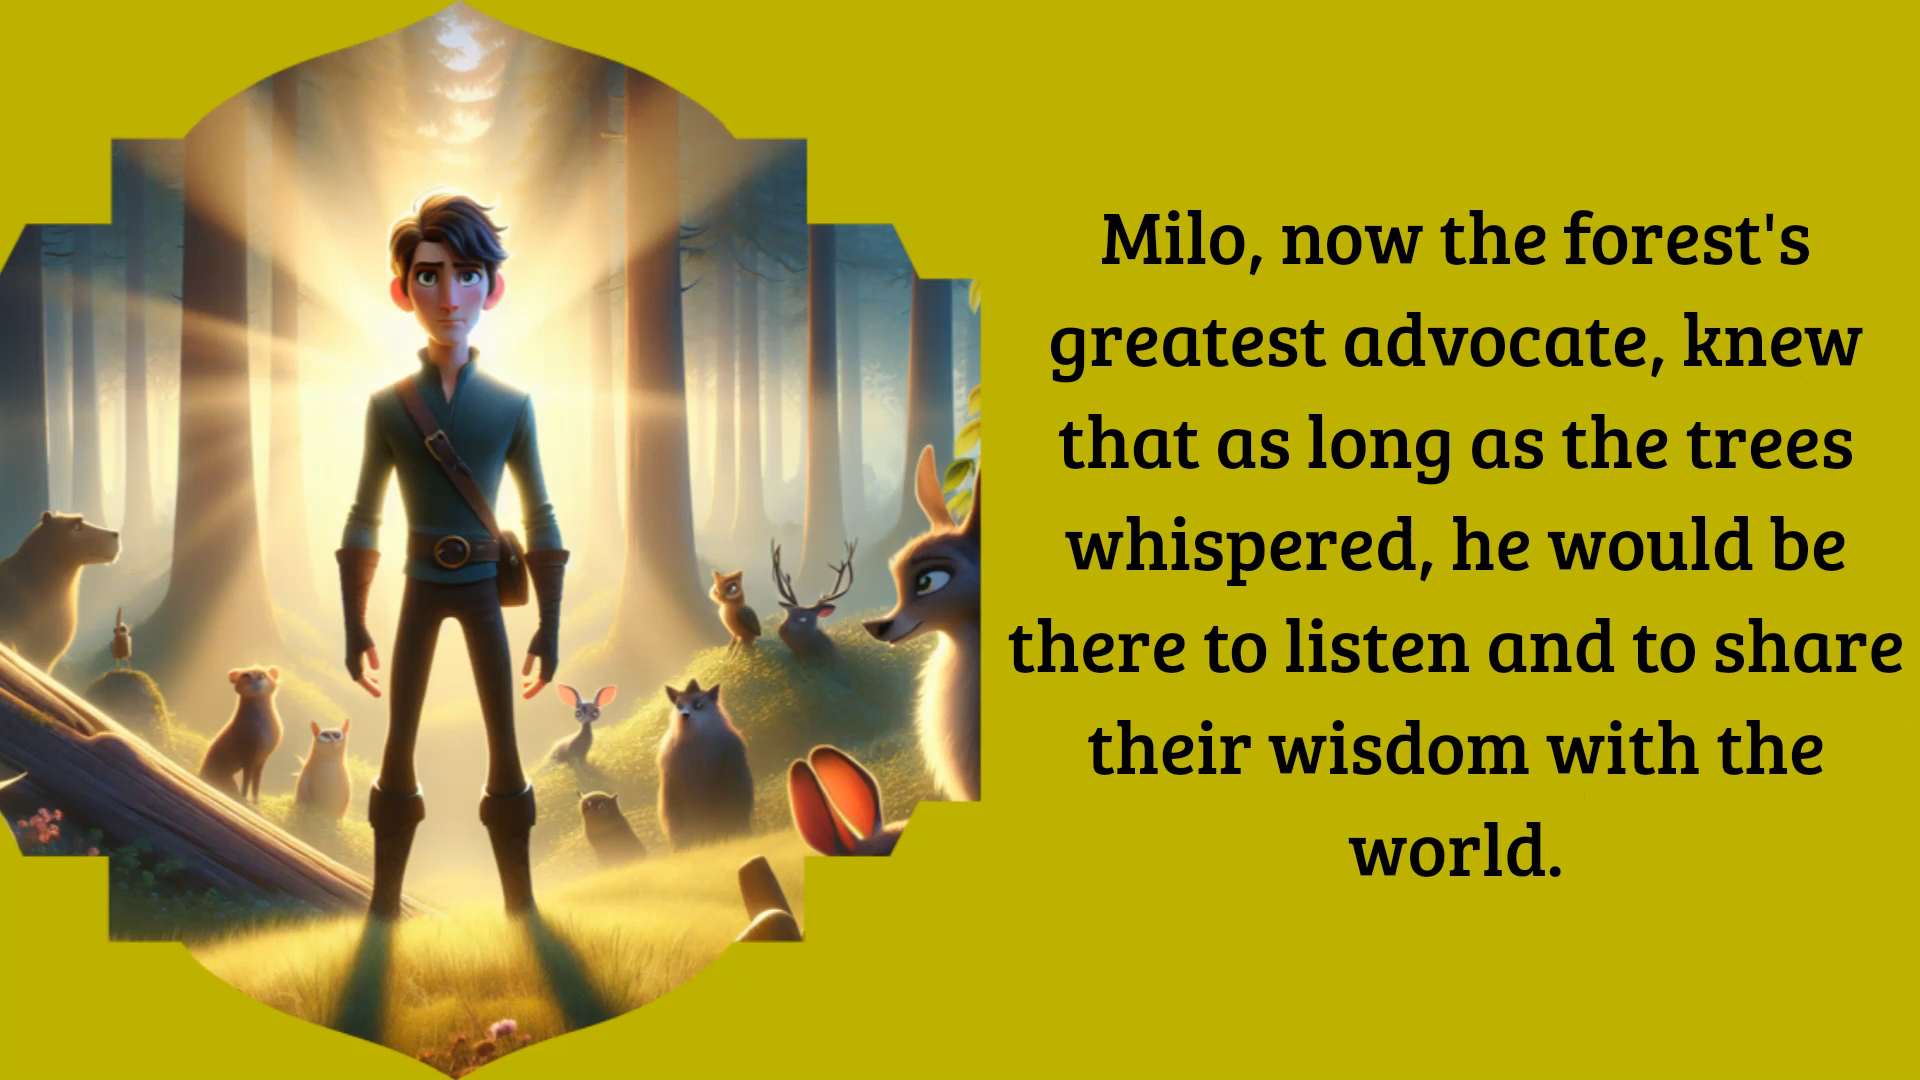 Milo, now the forest's
greatest advocate, knew
that as long as the trees
whispered, he would be
there to listen and to share
their wisdom with the
world.